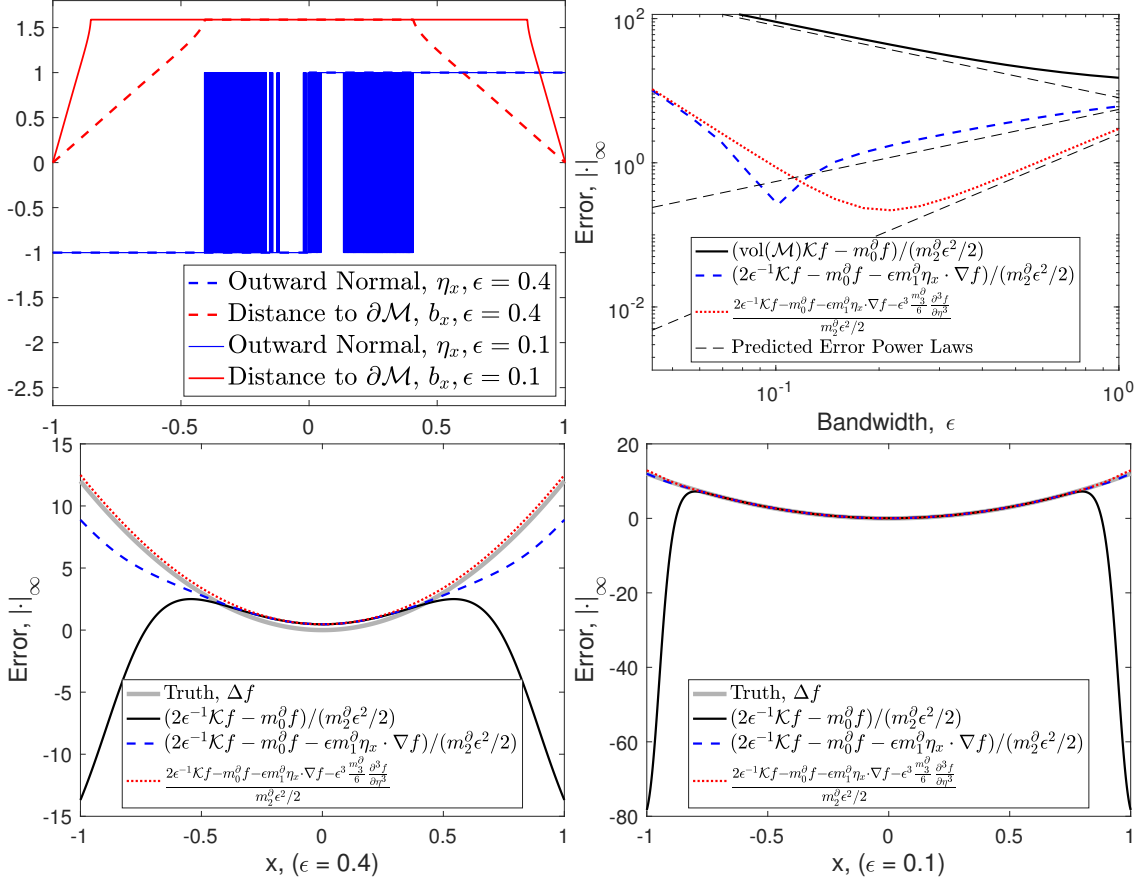 1.5
1
0.5
0
-0.5
-1
-1.5
-2
-2.5
-1 -0.5 0 0.5 1
Outward Normal, η_x, ϵ = 0.4
Distance to ∂ℳ, b_x, ϵ = 0.4
Outward Normal, η_x, ϵ = 0.1
Distance to ∂ℳ, b_x, ϵ = 0.1
10^2
10^0
10^-2
Error, |·|_∞
10^-1 10^0
Bandwidth, ϵ
(vol(ℳ)𝒦f − m_0^∂ f)/(m_2^∂ ϵ^2/2)
(2ϵ^−1 𝒦f − m_0^∂ f − ϵm_1^∂ η_x · ∇f)/(m_2^∂ ϵ^2/2)
2ϵ^−1 𝒦f−m_0^∂ f−ϵm_1^∂ η_x·∇f−ϵ^3 m_3^∂/6 ∂^3f/∂η^3
m_2^∂ ϵ^2/2
Predicted Error Power Laws
15
10
5
0
-5
-10
-15
Error, |·|_∞
-1 -0.5 0 0.5 1
x, (ϵ = 0.4)
Truth, Δf
(2ϵ^−1 𝒦f − m_0^∂ f)/(m_2^∂ ϵ^2/2)
(2ϵ^−1 𝒦f − m_0^∂ f − ϵm_1^∂ η_x · ∇f)/(m_2^∂ ϵ^2/2)
2ϵ^−1 𝒦f−m_0^∂ f−ϵm_1^∂ η_x·∇f−ϵ^3 m_3^∂/6 ∂^3f/∂η^3
m_2^∂ ϵ^2/2
20
0
-20
-40
-60
-80
Error, |·|_∞
-1 -0.5 0 0.5 1
x, (ϵ = 0.1)
Truth, Δf
(2ϵ^−1 𝒦f − m_0^∂ f)/(m_2^∂ ϵ^2/2)
(2ϵ^−1 𝒦f − m_0^∂ f − ϵm_1^∂ η_x · ∇f)/(m_2^∂ ϵ^2/2)
2ϵ^−1 𝒦f−m_0^∂ f−ϵm_1^∂ η_x·∇f−ϵ^3 m_3^∂/6 ∂^3f/∂η^3
m_2^∂ ϵ^2/2